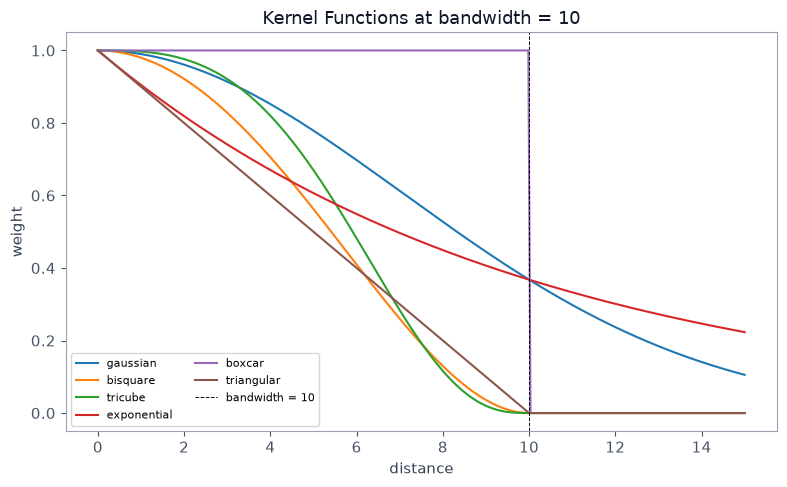 Kernel Functions at bandwidth = 10
weight
1.0
0.8
0.6
0.4
0.2
0.0
gaussian
bisquare
tricube
exponential
boxcar
triangular
bandwidth = 10
0 2 4 6 8 10 12 14
distance